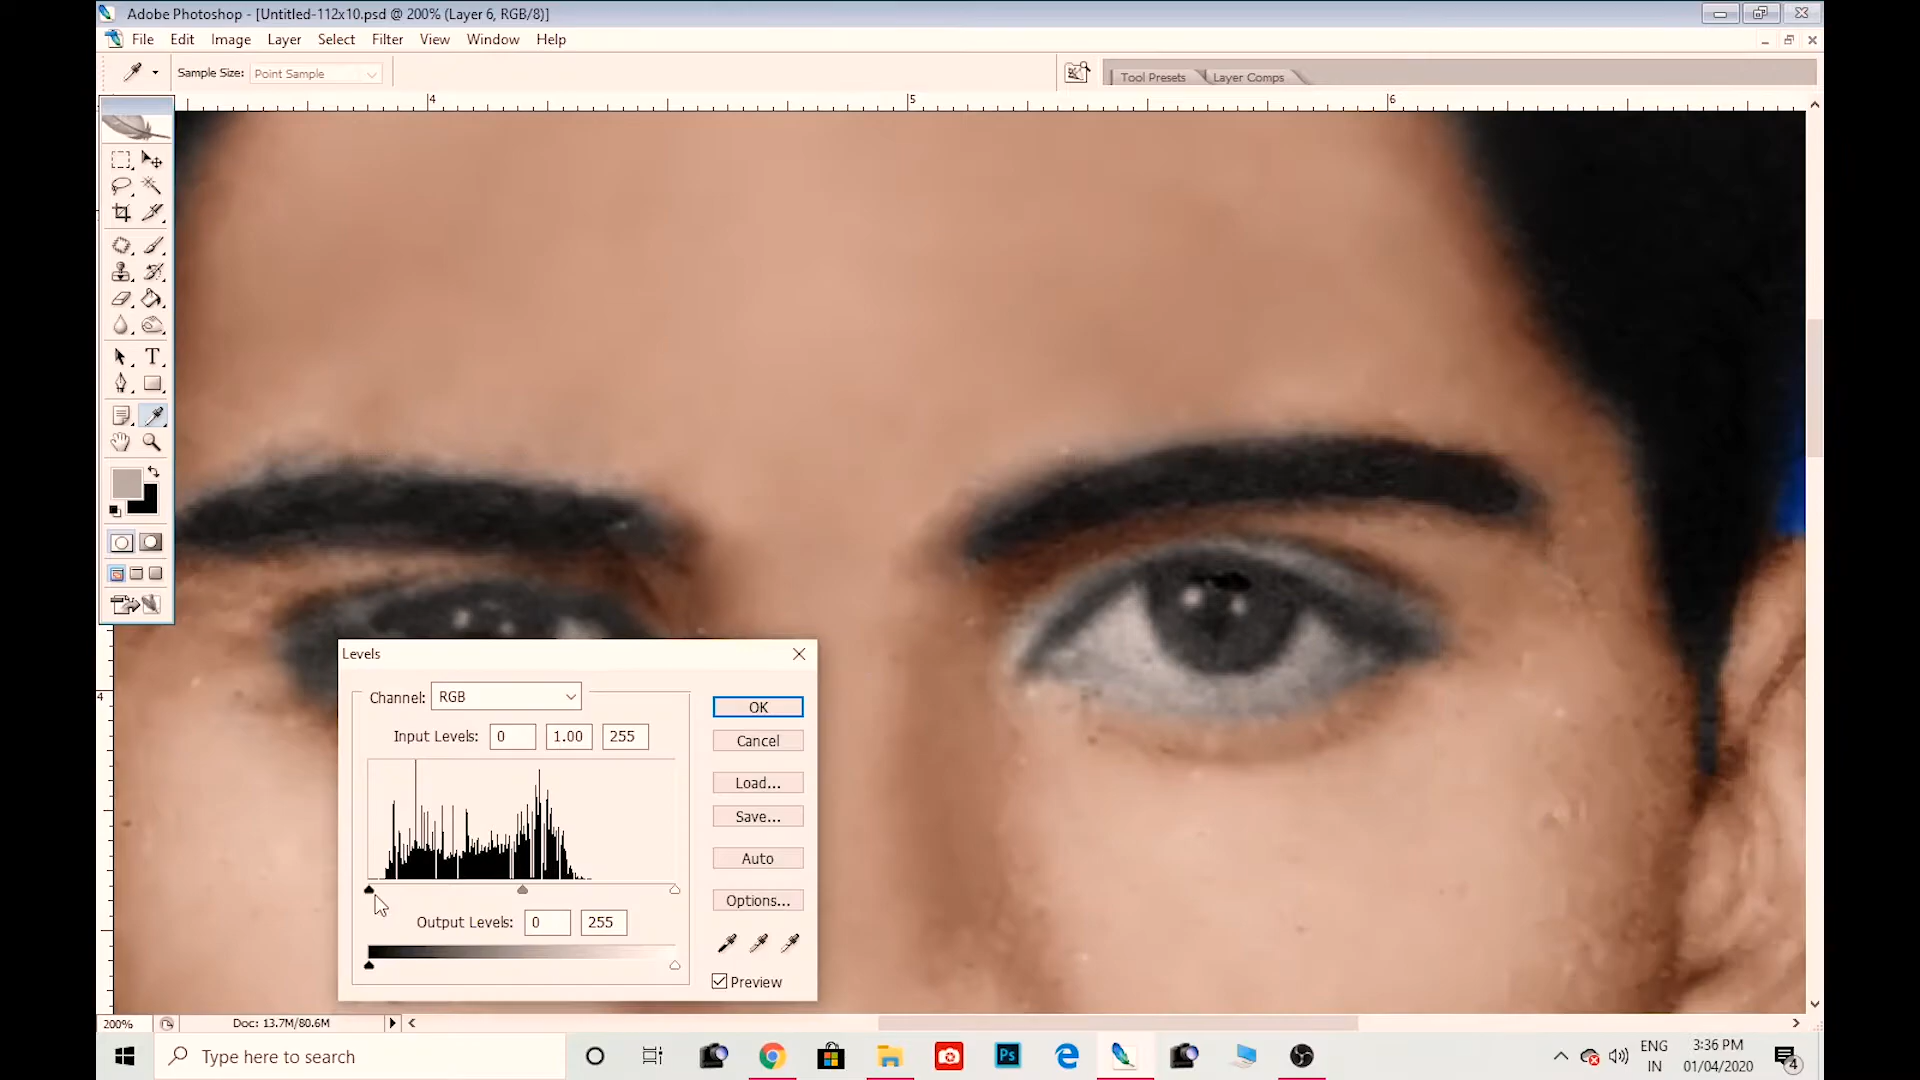 Adobe Photoshop - [Untitled-112x10.psd @ 200% (Layer 6, RGB/8)]
File Edit Image Layer Select Filter View Window Help
Sample Size: Point Sample
Tool Presets Layer Comps
4 5 6
T
4
Levels
Channel: RGB
Input Levels: 0 1.00 255
OK
Cancel
Load...
Save...
Auto
Options...
Output Levels: 0 255
Preview
200% Doc: 13.7M/80.6M
Type here to search
Ps
ENG
IN
3:36 PM
01/04/2020
4